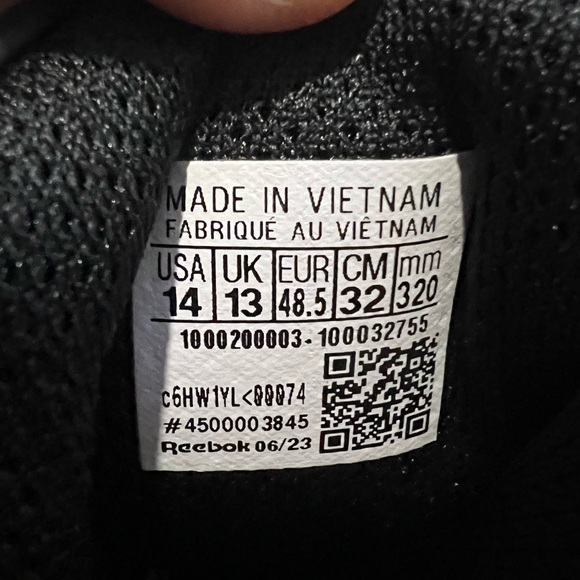 MADE IN VIETNAM
FABRIQUÉ AU VIÊTNAM
USA UK EUR CM mm
14 13 48.5 32 320
1000200003-100032755
c6HW1YL<00074
#4500003845
Reebok 06/23